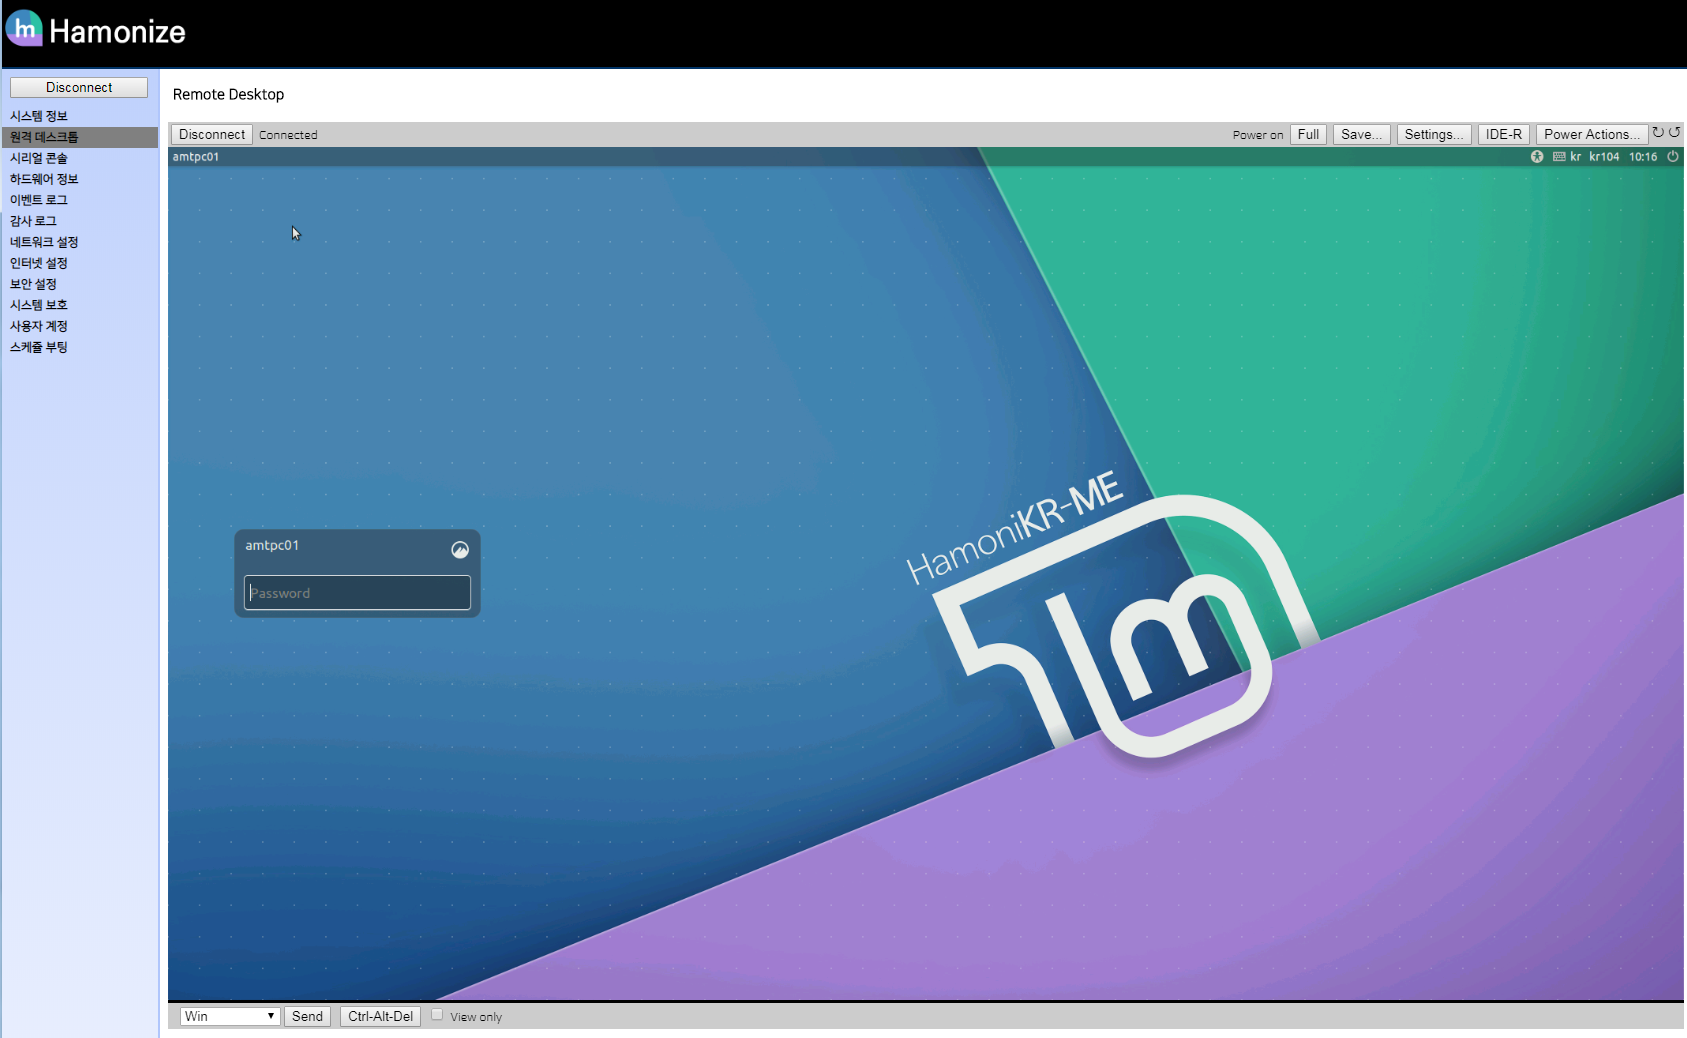 Hamonize
Disconnect
시스템 정보
원격 데스크톱
시리얼 콘솔
하드웨어 정보
이벤트 로그
감사 로그
네트워크 설정
인터넷 설정
보안 설정
시스템 보호
사용자 계정
스케쥴 부팅
Remote Desktop
Disconnect Connected Power on Full Save... Settings... IDE-R Power Actions...
amtpc01 kr kr104 10:16
HamoniKR-ME
amtpc01
Password
Win Send Ctrl-Alt-Del View only